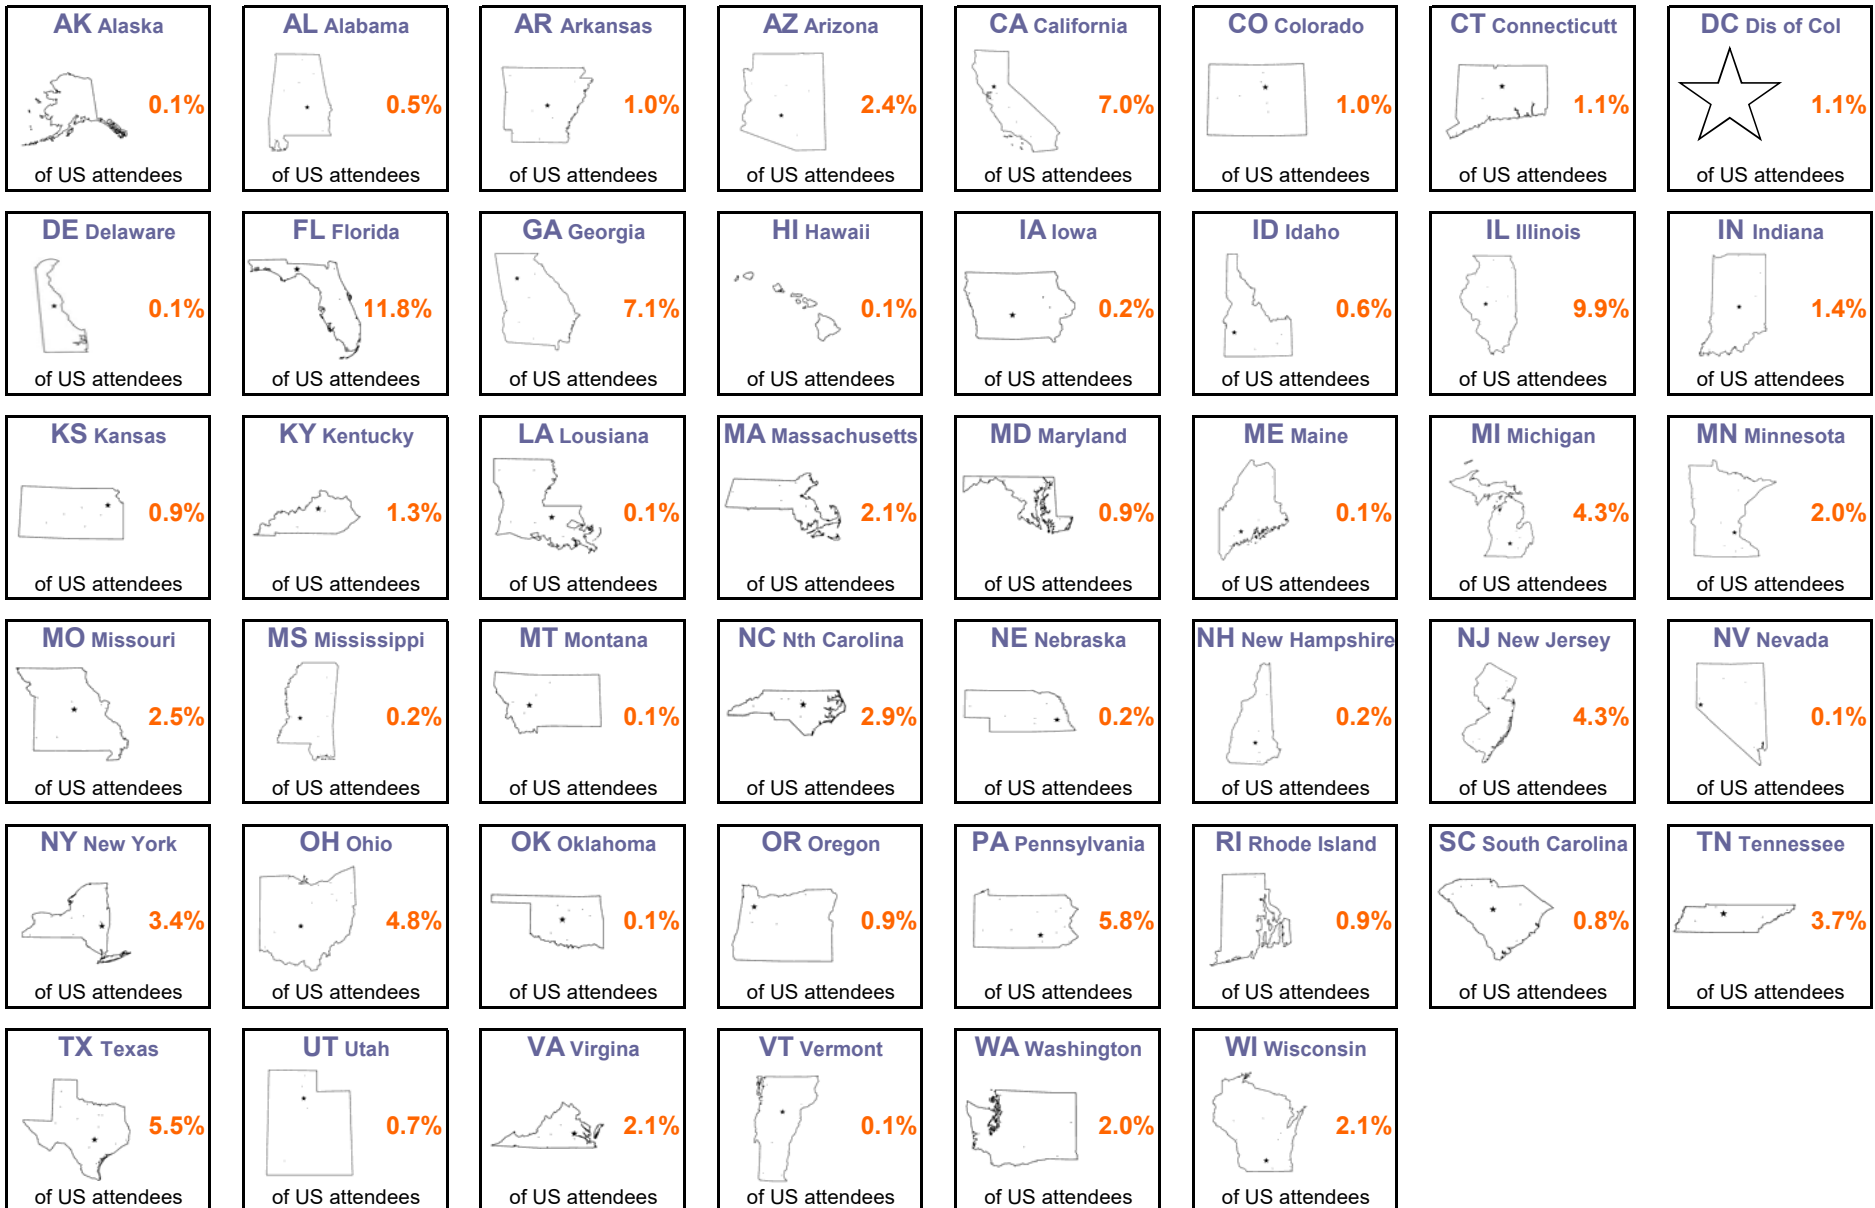 AK Alaska
0.1%
of US attendees
AL Alabama
0.5%
of US attendees
AR Arkansas
1.0%
of US attendees
AZ Arizona
2.4%
of US attendees
CA California
7.0%
of US attendees
CO Colorado
1.0%
of US attendees
CT Connecticutt
1.1%
of US attendees
DC Dis of Col
1.1%
of US attendees
DE Delaware
0.1%
of US attendees
FL Florida
11.8%
of US attendees
GA Georgia
7.1%
of US attendees
HI Hawaii
0.1%
of US attendees
IA Iowa
0.2%
of US attendees
ID Idaho
0.6%
of US attendees
IL Illinois
9.9%
of US attendees
IN Indiana
1.4%
of US attendees
KS Kansas
0.9%
of US attendees
KY Kentucky
1.3%
of US attendees
LA Lousiana
0.1%
of US attendees
MA Massachusetts
2.1%
of US attendees
MD Maryland
0.9%
of US attendees
ME Maine
0.1%
of US attendees
MI Michigan
4.3%
of US attendees
MN Minnesota
2.0%
of US attendees
MO Missouri
2.5%
of US attendees
MS Mississippi
0.2%
of US attendees
MT Montana
0.1%
of US attendees
NC Nth Carolina
2.9%
of US attendees
NE Nebraska
0.2%
of US attendees
NH New Hampshire
0.2%
of US attendees
NJ New Jersey
4.3%
of US attendees
NV Nevada
0.1%
of US attendees
NY New York
3.4%
of US attendees
OH Ohio
4.8%
of US attendees
OK Oklahoma
0.1%
of US attendees
OR Oregon
0.9%
of US attendees
PA Pennsylvania
5.8%
of US attendees
RI Rhode Island
0.9%
of US attendees
SC South Carolina
0.8%
of US attendees
TN Tennessee
3.7%
of US attendees
TX Texas
5.5%
of US attendees
UT Utah
0.7%
of US attendees
VA Virgina
2.1%
of US attendees
VT Vermont
0.1%
of US attendees
WA Washington
2.0%
of US attendees
WI Wisconsin
2.1%
of US attendees